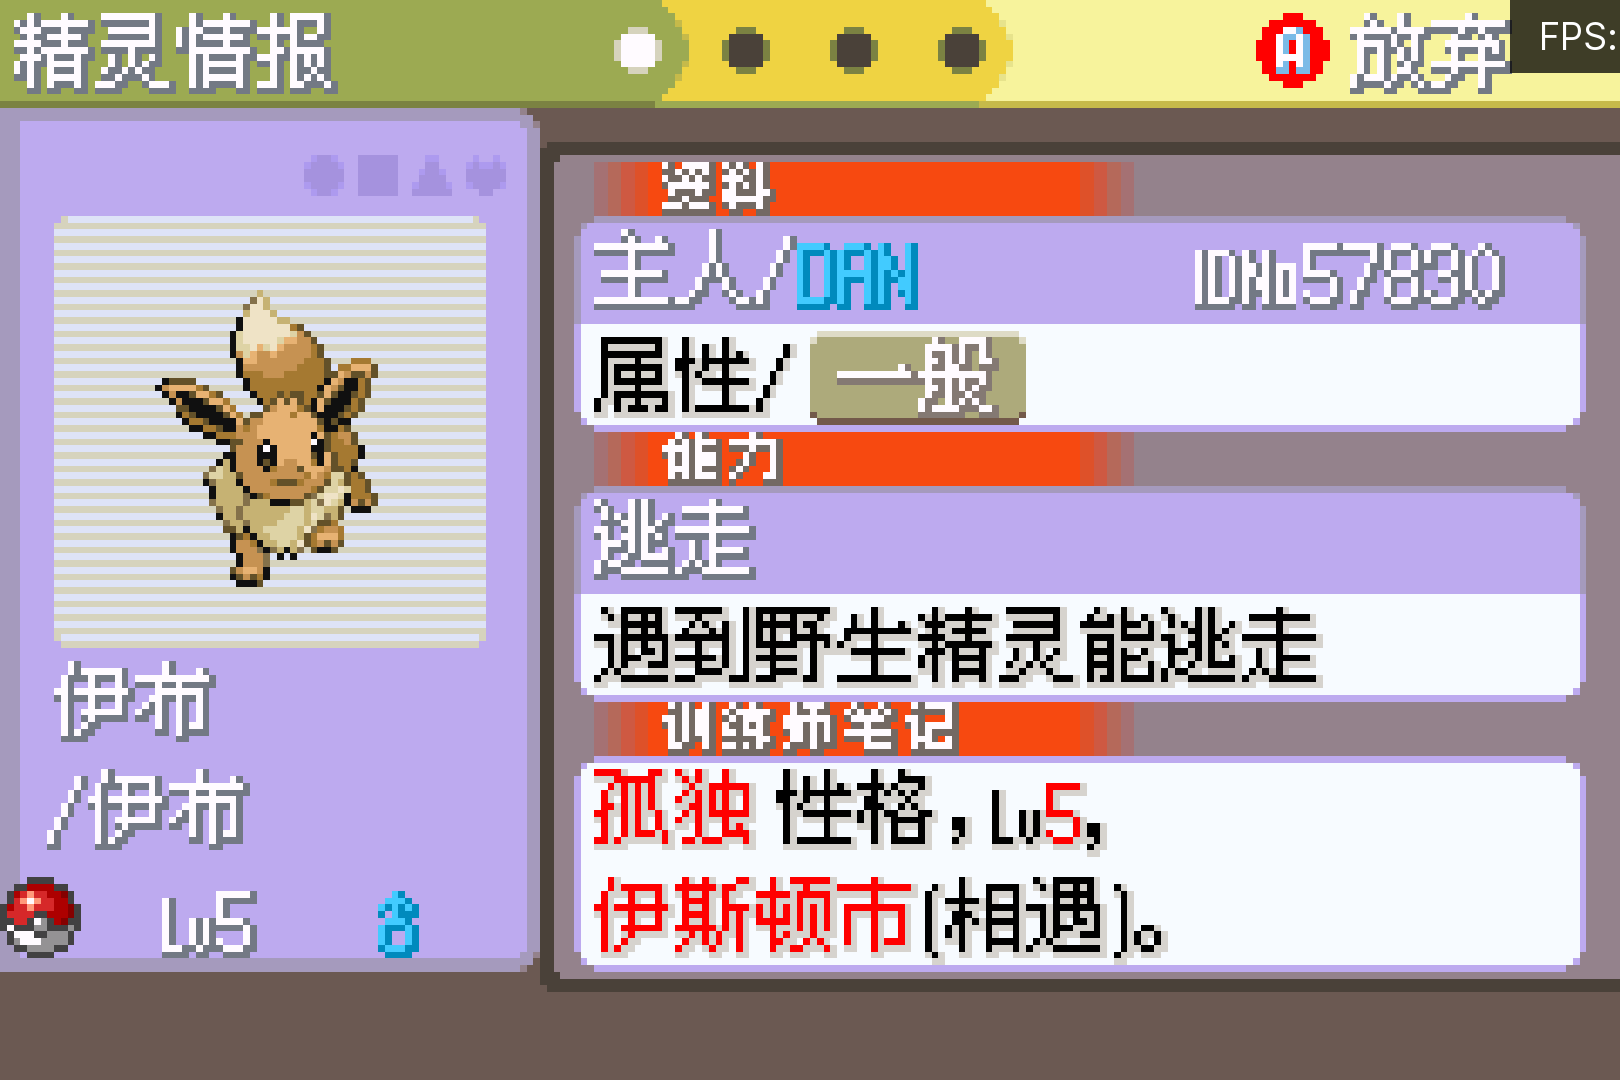 精灵情报
A 放弃
FPS:
伊布
/伊布
Lv5 ♂
资料
主人/DAN IDNo57830
属性/ 一般
能力
逃走
遇到野生精灵能逃走
训练师笔记
孤独 性格，Lv5，
伊斯顿市(相遇)。